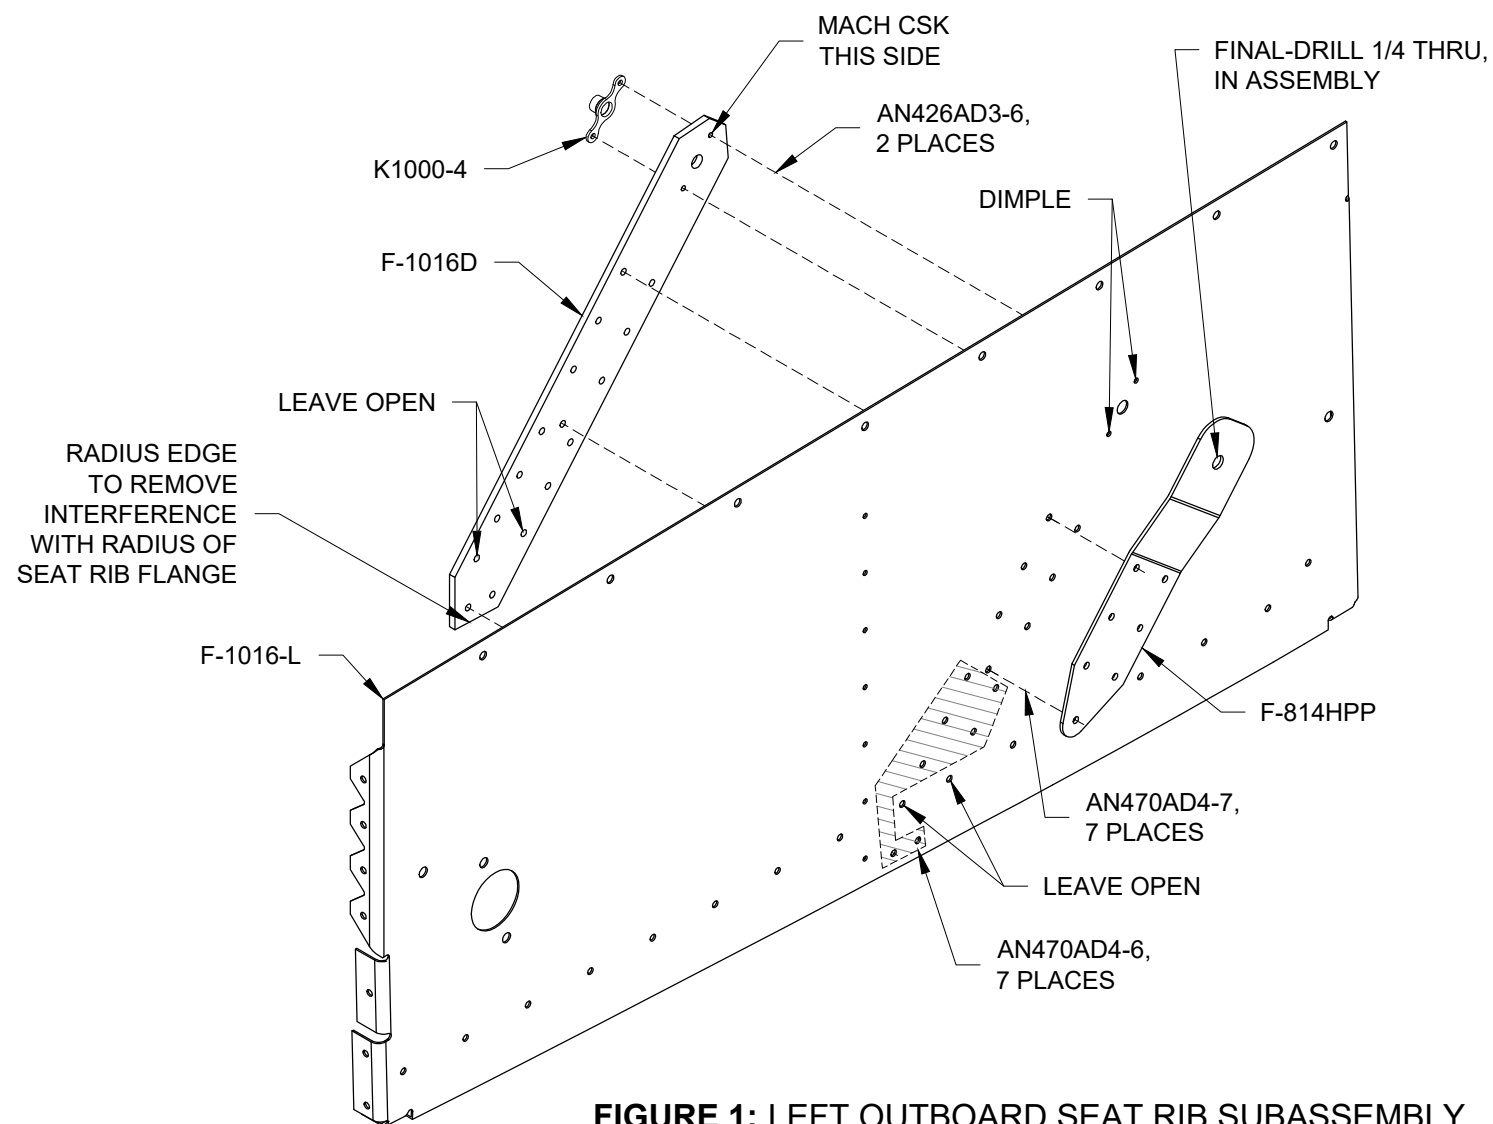 MACH CSK
THIS SIDE
FINAL-DRILL 1/4 THRU,
IN ASSEMBLY
AN426AD3-6,
2 PLACES
K1000-4
DIMPLE
F-1016D
LEAVE OPEN
RADIUS EDGE
TO REMOVE
INTERFERENCE
WITH RADIUS OF
SEAT RIB FLANGE
F-1016-L
F-814HPP
AN470AD4-7,
7 PLACES
LEAVE OPEN
AN470AD4-6,
7 PLACES
FIGURE 1: LEFT OUTBOARD SEAT RIB SUBASSEMBLY